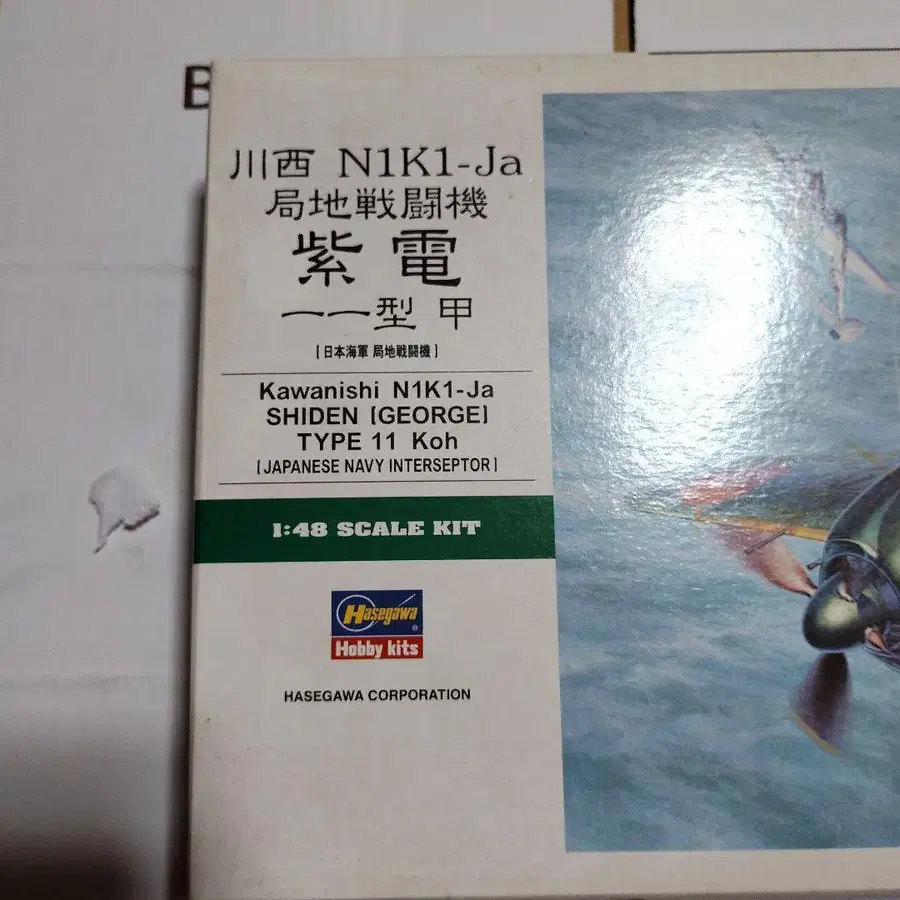 B
川西 N1K1-Ja
局地戦闘機
紫電
一一型 甲
[日本海軍 局地戦闘機]
Kawanishi N1K1-Ja
SHIDEN [GEORGE]
TYPE 11 Koh
[JAPANESE NAVY INTERSEPTOR]
1:48 SCALE KIT
Hasegawa®
Hobby kits
HASEGAWA CORPORATION